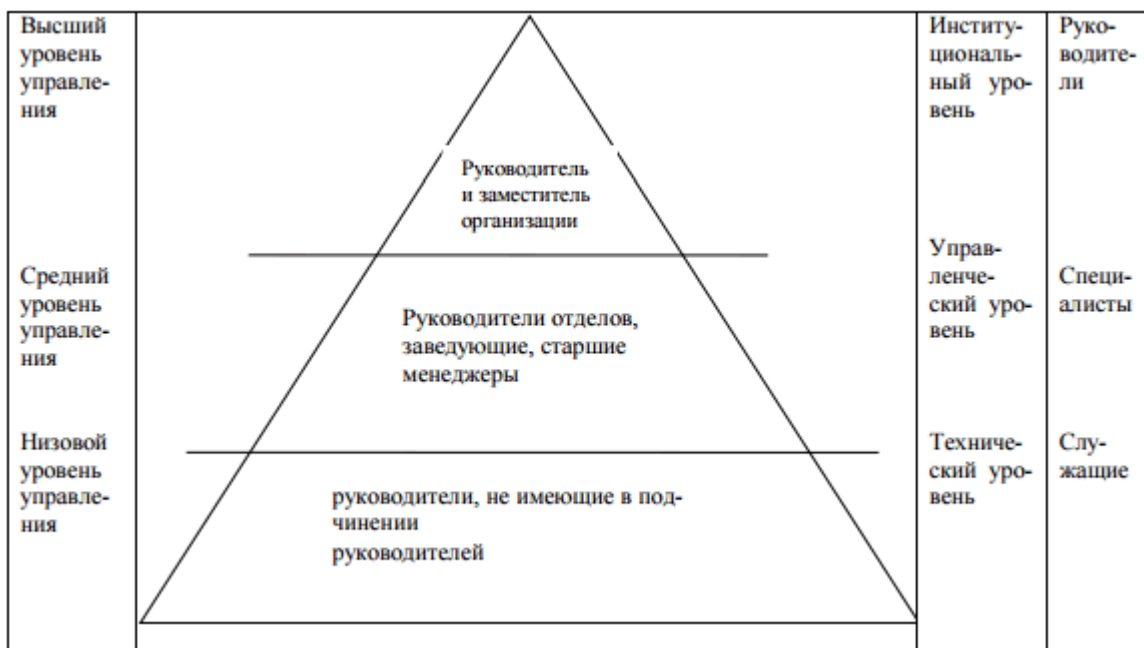 Высший
уровень
управле-
ния
Институ-
циональ-
ный уро-
вень
Руко-
водите-
ли
Руководитель
и заместитель
организации
Средний
уровень
управле-
ния
Руководители отделов,
заведующие, старшие
менеджеры
Управ-
ленче-
ский уро-
вень
Специ-
алисты
Низовой
уровень
управле-
ния
руководители, не имеющие в под-
чинении
руководителей
Техниче-
ский уро-
вень
Слу-
жащие